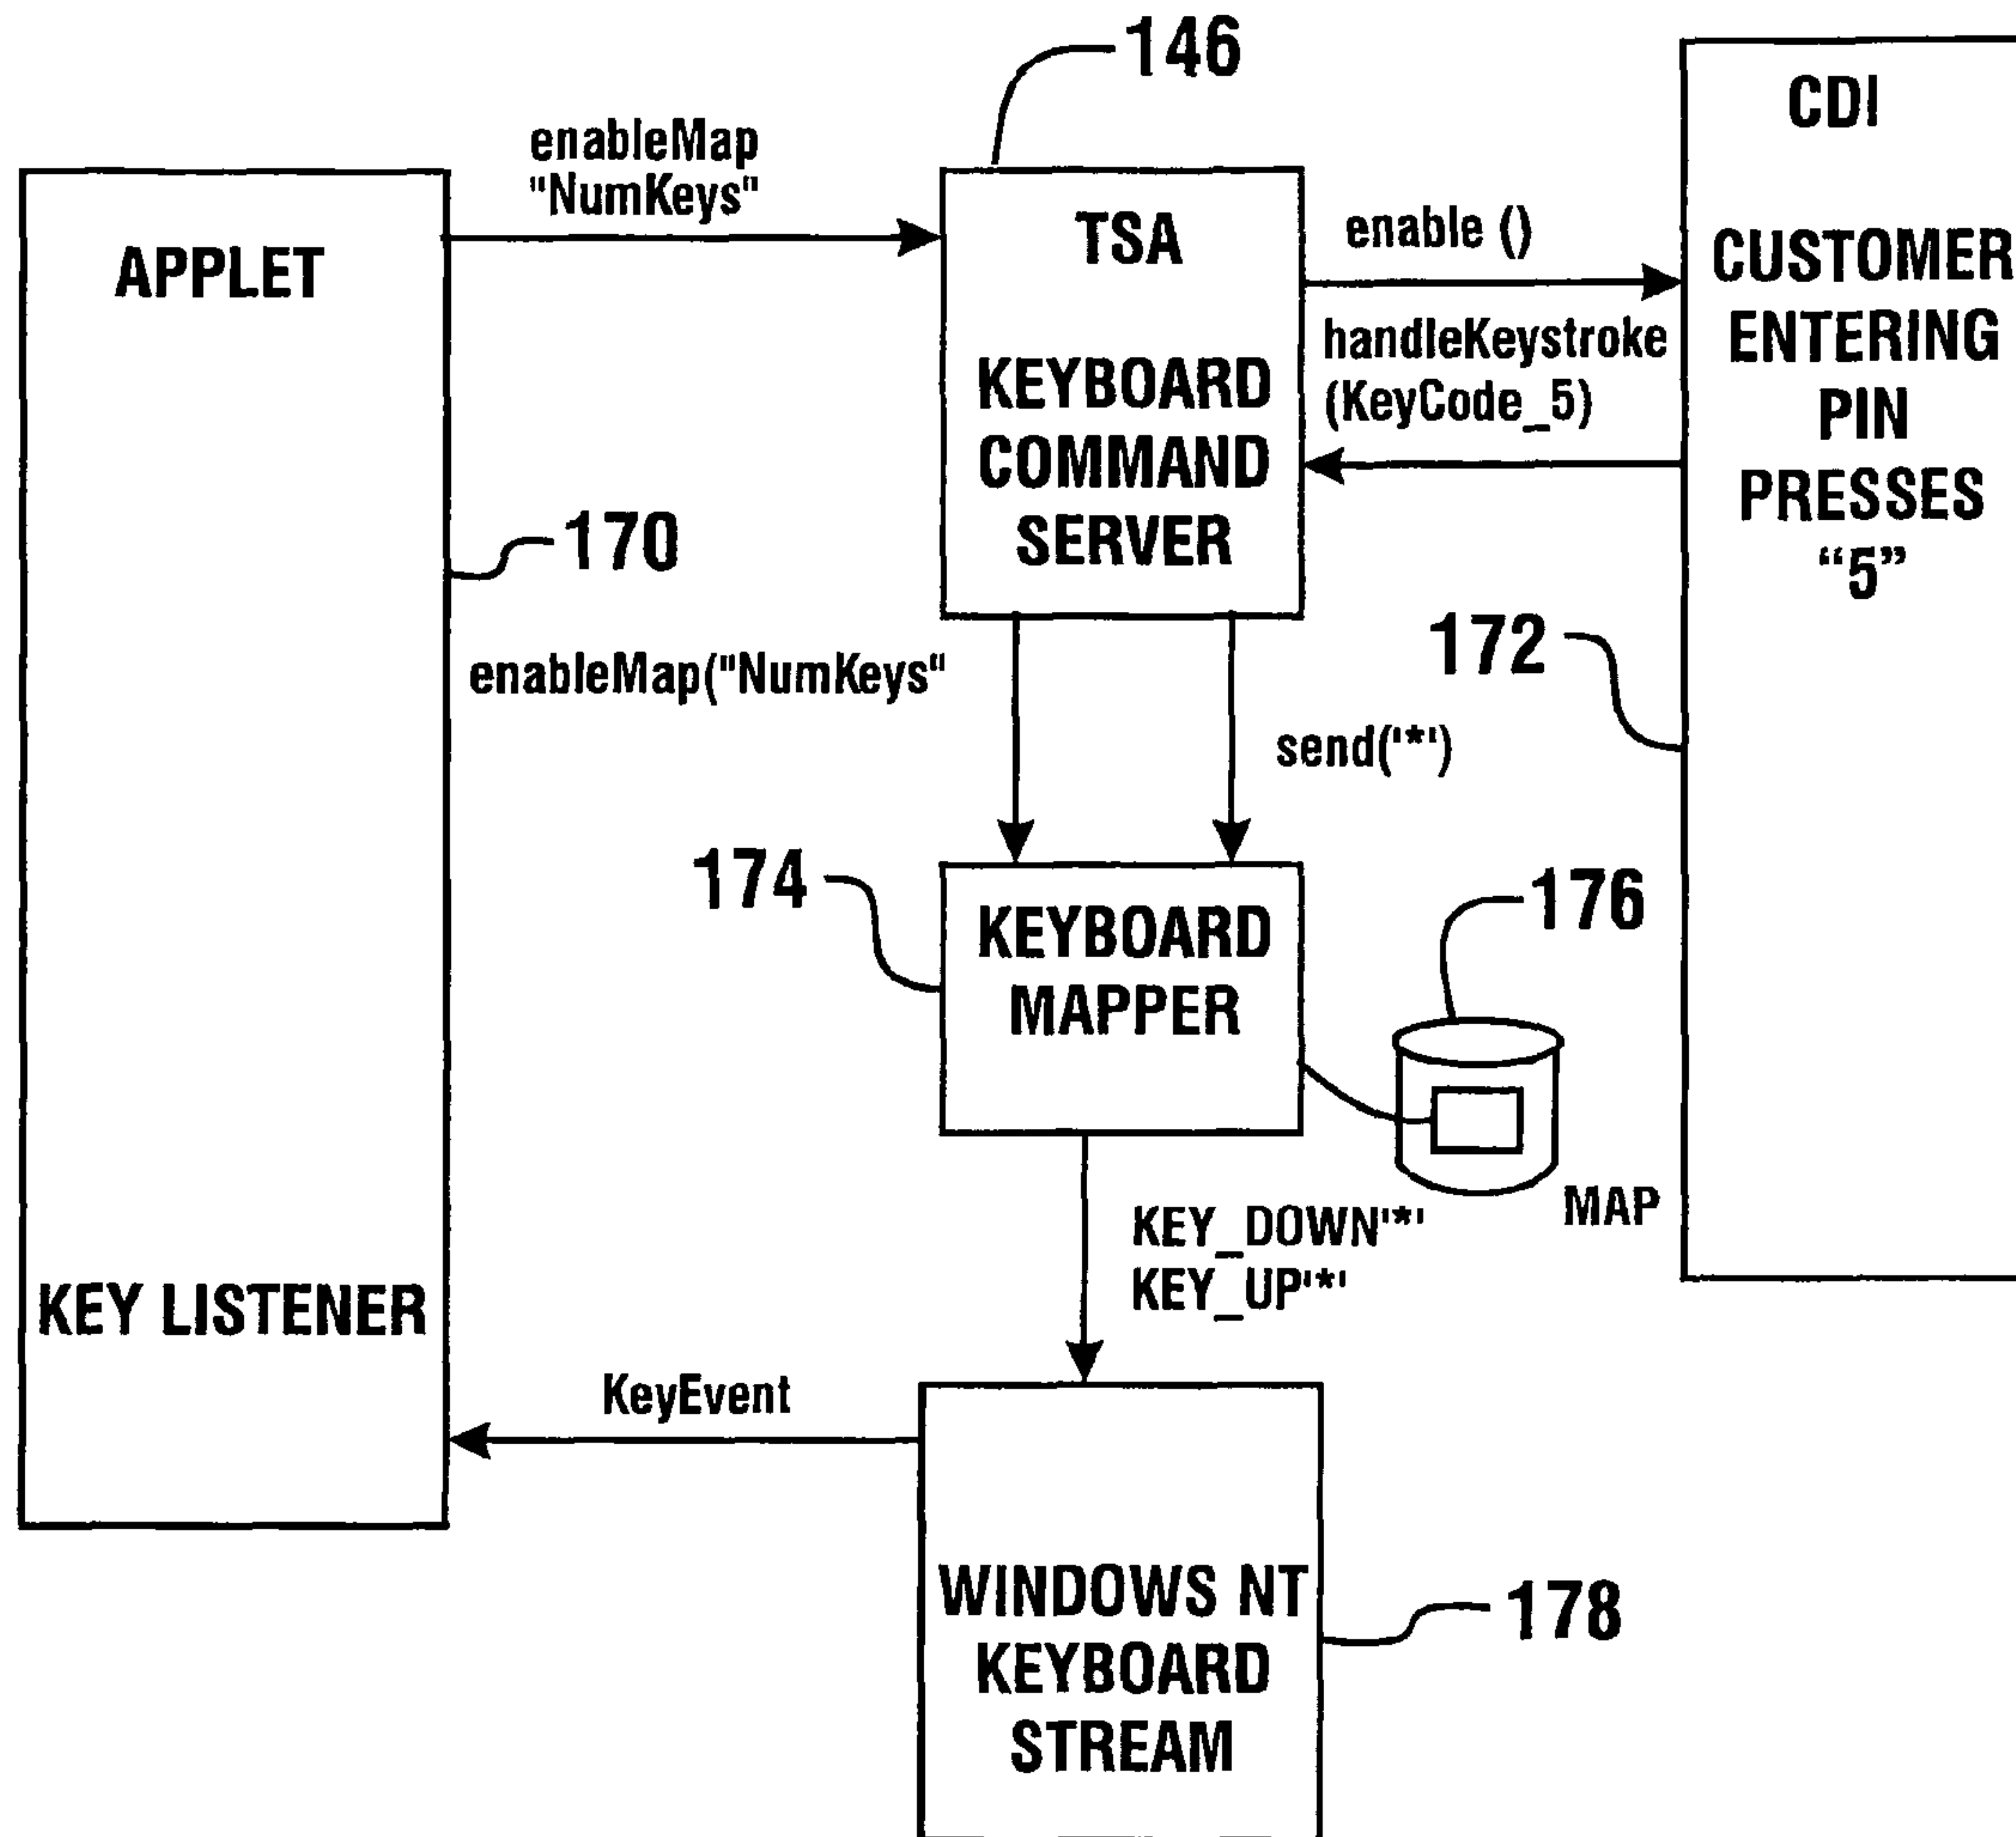 146
CDI
enableMap
"NumKeys"
APPLET
TSA
enable ()
CUSTOMER
ENTERING
PIN
PRESSES
“5”
handleKeystroke
(KeyCode_5)
KEYBOARD
COMMAND
SERVER
170
172
enableMap("NumKeys"
send('*')
174
KEYBOARD
MAPPER
176
MAP
KEY_DOWN'*'
KEY_UP'*'
KEY LISTENER
KeyEvent
WINDOWS NT
KEYBOARD
STREAM
178